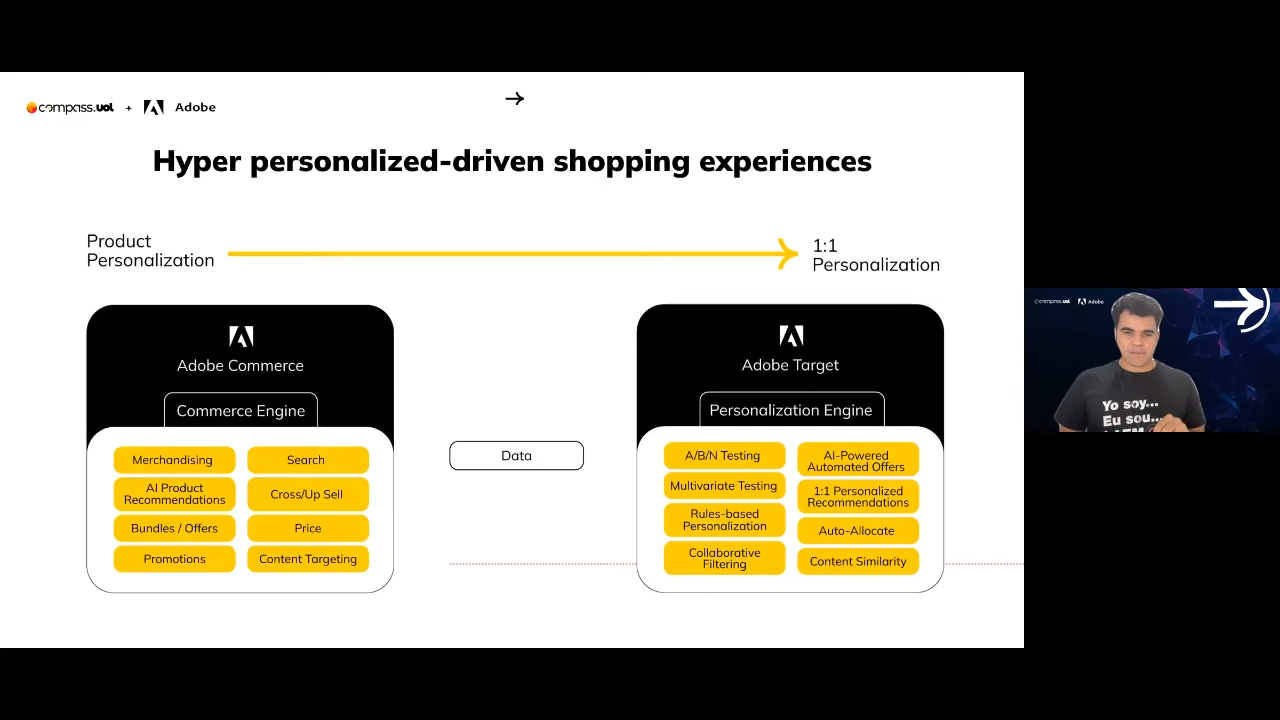 compass.uol + Adobe
Hyper personalized-driven shopping experiences
Product
Personalization
1:1
Personalization
Adobe Commerce
Commerce Engine
Merchandising
Search
AI Product
Recommendations
Cross/Up Sell
Bundles / Offers
Price
Promotions
Content Targeting
Data
Adobe Target
Personalization Engine
A/B/N Testing
AI-Powered
Automated Offers
Multivariate Testing
1:1 Personalized
Recommendations
Rules-based
Personalization
Auto-Allocate
Collaborative
Filtering
Content Similarity
compass.uol Adobe
Yo soy...
Eu sou...